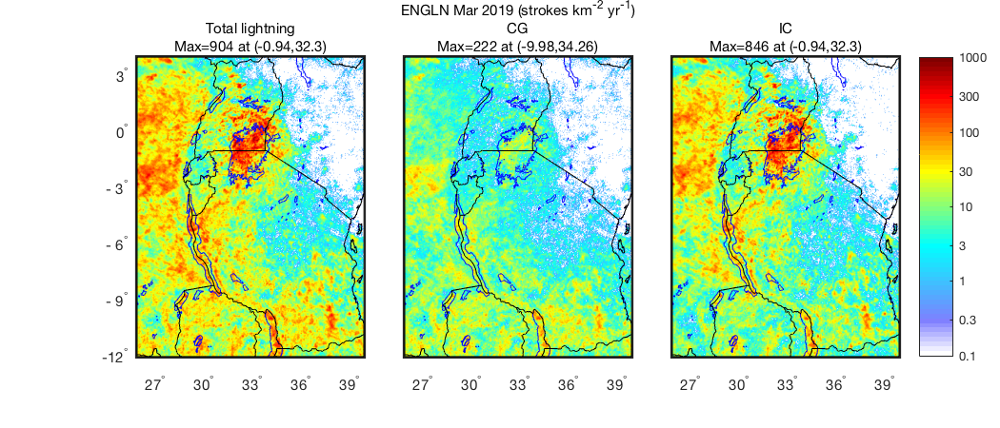 ENGLN Mar 2019 (strokes km-2 yr-1)
Total lightning
Max=904 at (-0.94,32.3)
CG
Max=222 at (-9.98,34.26)
IC
Max=846 at (-0.94,32.3)
3°
0°
- 3°
- 6°
- 9°
-12°
27° 30° 33° 36° 39°
27° 30° 33° 36° 39°
27° 30° 33° 36° 39°
1000
300
100
30
10
3
1
0.3
0.1